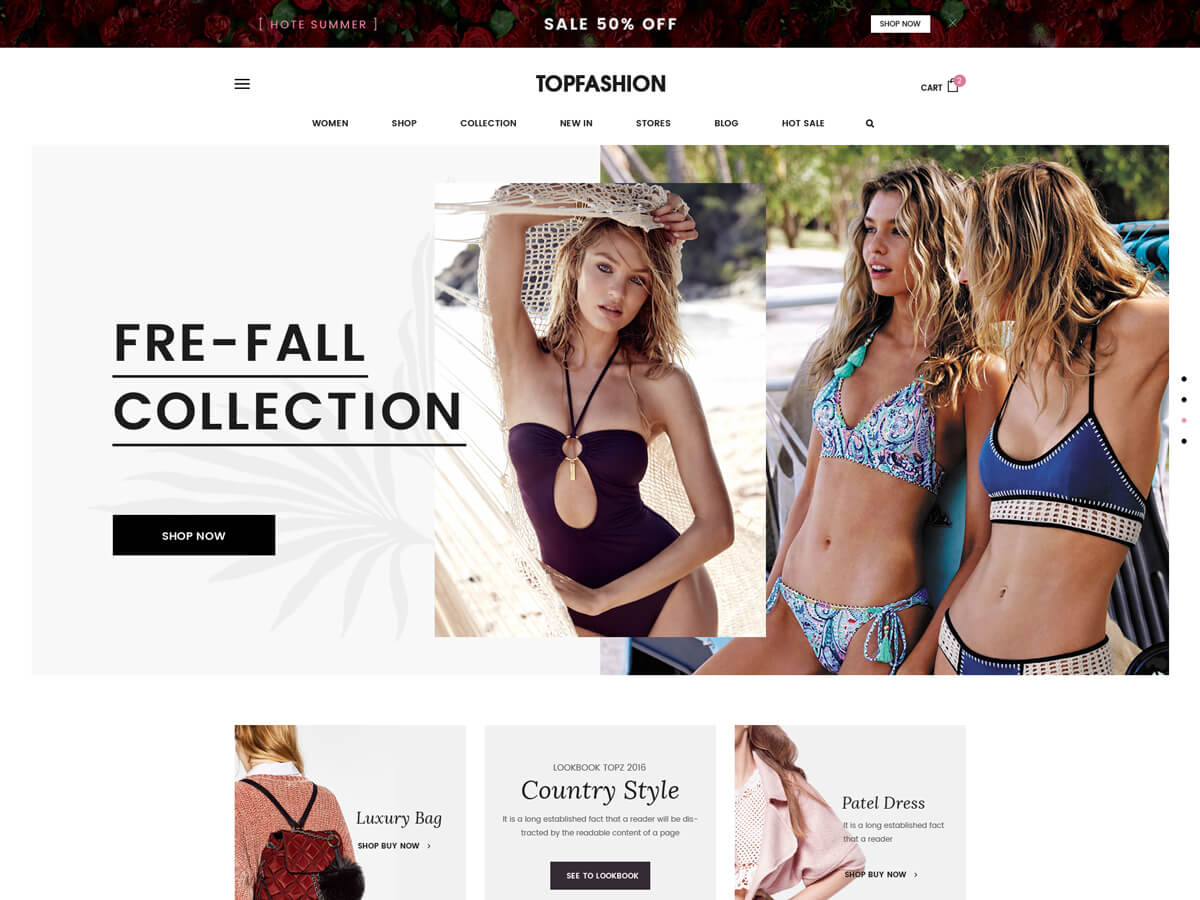 [ HOTE SUMMER ]
SALE 50% OFF
SHOP NOW
TOPFASHION
CART
2
WOMEN
SHOP
COLLECTION
NEW IN
STORES
BLOG
HOT SALE
FRE-FALL
COLLECTION
SHOP NOW
Luxury Bag
SHOP BUY NOW
LOOKBOOK TOPZ 2016
Country Style
It is a long established fact that a reader will be dis-
tracted by the readable content of a page
SEE TO LOOKBOOK
Patel Dress
It is a long established fact
that a reader
SHOP BUY NOW